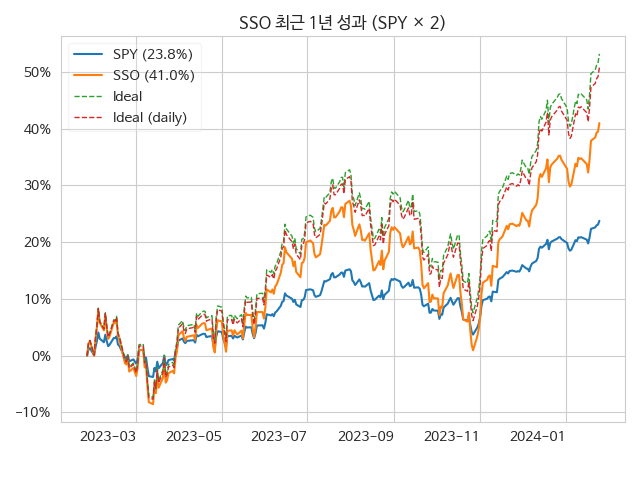 SSO 최근 1년 성과 (SPY × 2)
SPY (23.8%)
SSO (41.0%)
Ideal
Ideal (daily)
50%
40%
30%
20%
10%
0%
−10%
2023−03
2023−05
2023−07
2023−09
2023−11
2024−01